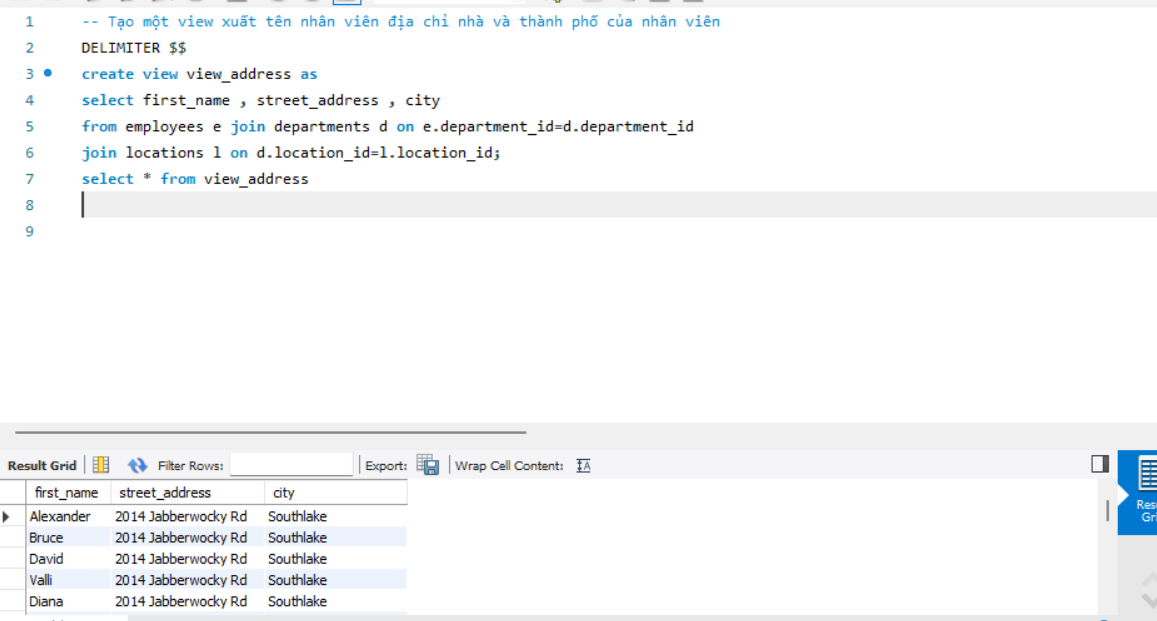 1 -- Tạo một view xuất tên nhân viên địa chỉ nhà và thành phố của nhân viên
2 DELIMITER $$
3 create view view_address as
4 select first_name , street_address , city
5 from employees e join departments d on e.department_id=d.department_id
6 join locations l on d.location_id=l.location_id;
7 select * from view_address
8
9
Result Grid Filter Rows: Export: Wrap Cell Content:
first_name street_address city
Alexander 2014 Jabberwocky Rd Southlake
Bruce 2014 Jabberwocky Rd Southlake
David 2014 Jabberwocky Rd Southlake
Valli 2014 Jabberwocky Rd Southlake
Diana 2014 Jabberwocky Rd Southlake